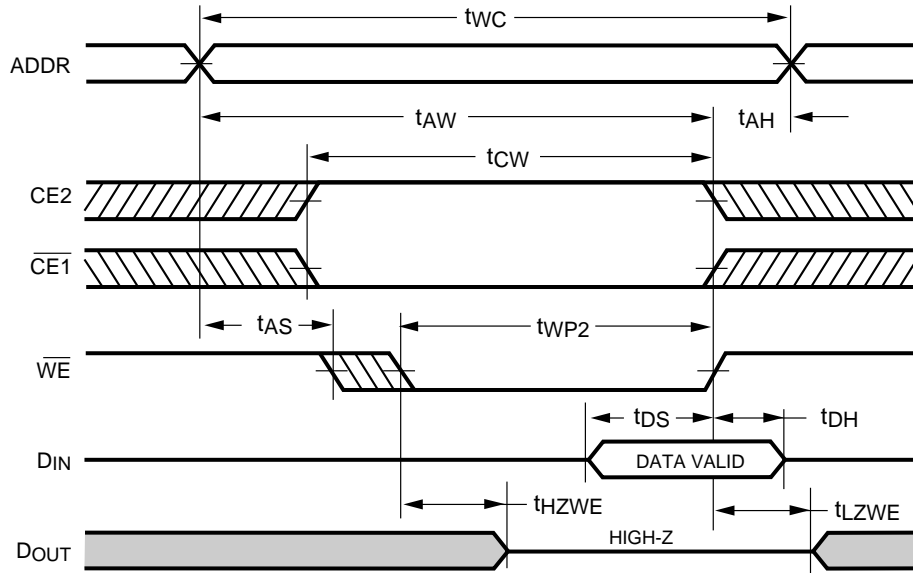 tWC
ADDR
tAW
tAH
tCW
CE2
CE1
tAS
tWP2
WE
tDS
tDH
DIN
DATA VALID
tHZWE
tLZWE
HIGH-Z
DOUT